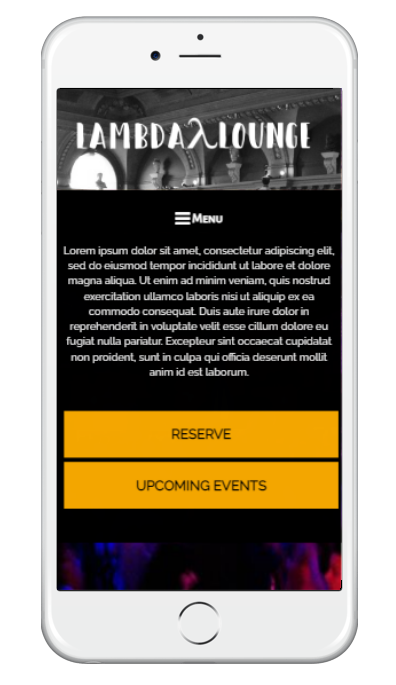 LAMBDAλLOUNGE
Menu
Lorem ipsum dolor sit amet, consectetur adipiscing elit,
sed do eiusmod tempor incididunt ut labore et dolore
magna aliqua. Ut enim ad minim veniam, quis nostrud
exercitation ullamco laboris nisi ut aliquip ex ea
commodo consequat. Duis aute irure dolor in
reprehenderit in voluptate velit esse cillum dolore eu
fugiat nulla pariatur. Excepteur sint occaecat cupidatat
non proident, sunt in culpa qui officia deserunt mollit
anim id est laborum.
RESERVE
UPCOMING EVENTS